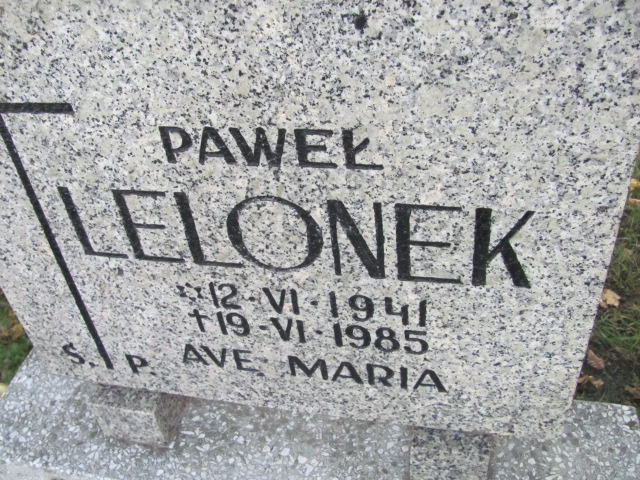 PAWEŁ
LELONEK
☼12·VI·1941
†19·VI·1985
Ś.P. AVE MARIA